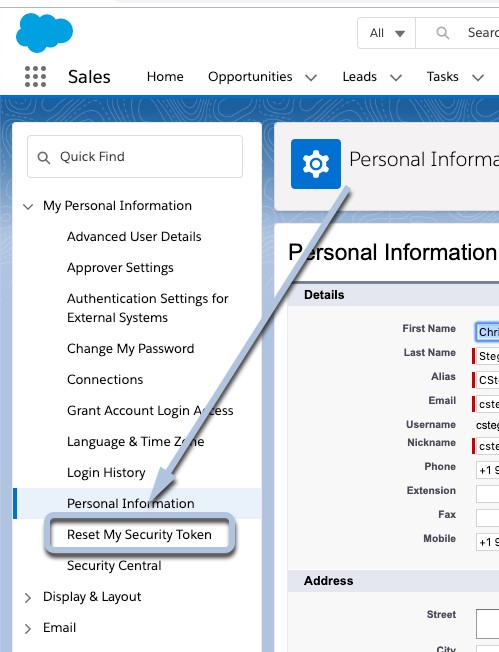 All
Searc
Sales
Home
Opportunities
Leads
Tasks
Quick Find
My Personal Information
Advanced User Details
Approver Settings
Authentication Settings for
External Systems
Change My Password
Connections
Grant Account Login Access
Language & Time Zone
Login History
Personal Information
Reset My Security Token
Security Central
Display & Layout
Email
Personal Informa
Personal Information
Details
First Name Chri
Last Name Steg
Alias CSte
Email cste
Username csteg
Nickname cste
Phone +1 9
Extension
Fax
Mobile +1 9
Address
Street
City